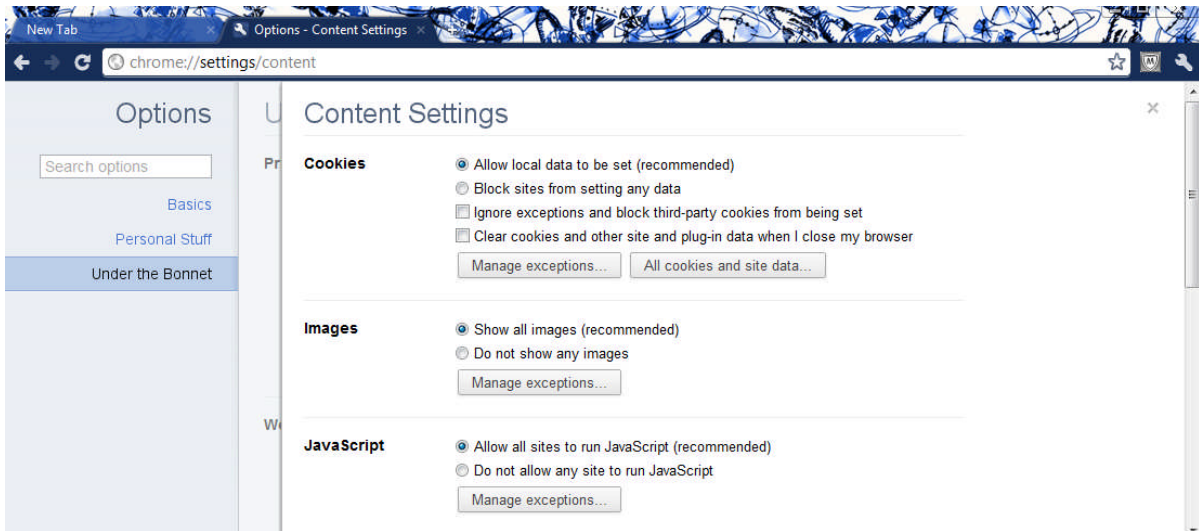 New Tab
Options - Content Settings
chrome://settings/content
Options
Search options
Basics
Personal Stuff
Under the Bonnet
U
Pr
Content Settings
Cookies
Allow local data to be set (recommended)
Block sites from setting any data
Ignore exceptions and block third-party cookies from being set
Clear cookies and other site and plug-in data when I close my browser
Manage exceptions... All cookies and site data...
Images
Show all images (recommended)
Do not show any images
Manage exceptions...
JavaScript
Allow all sites to run JavaScript (recommended)
Do not allow any site to run JavaScript
Manage exceptions...